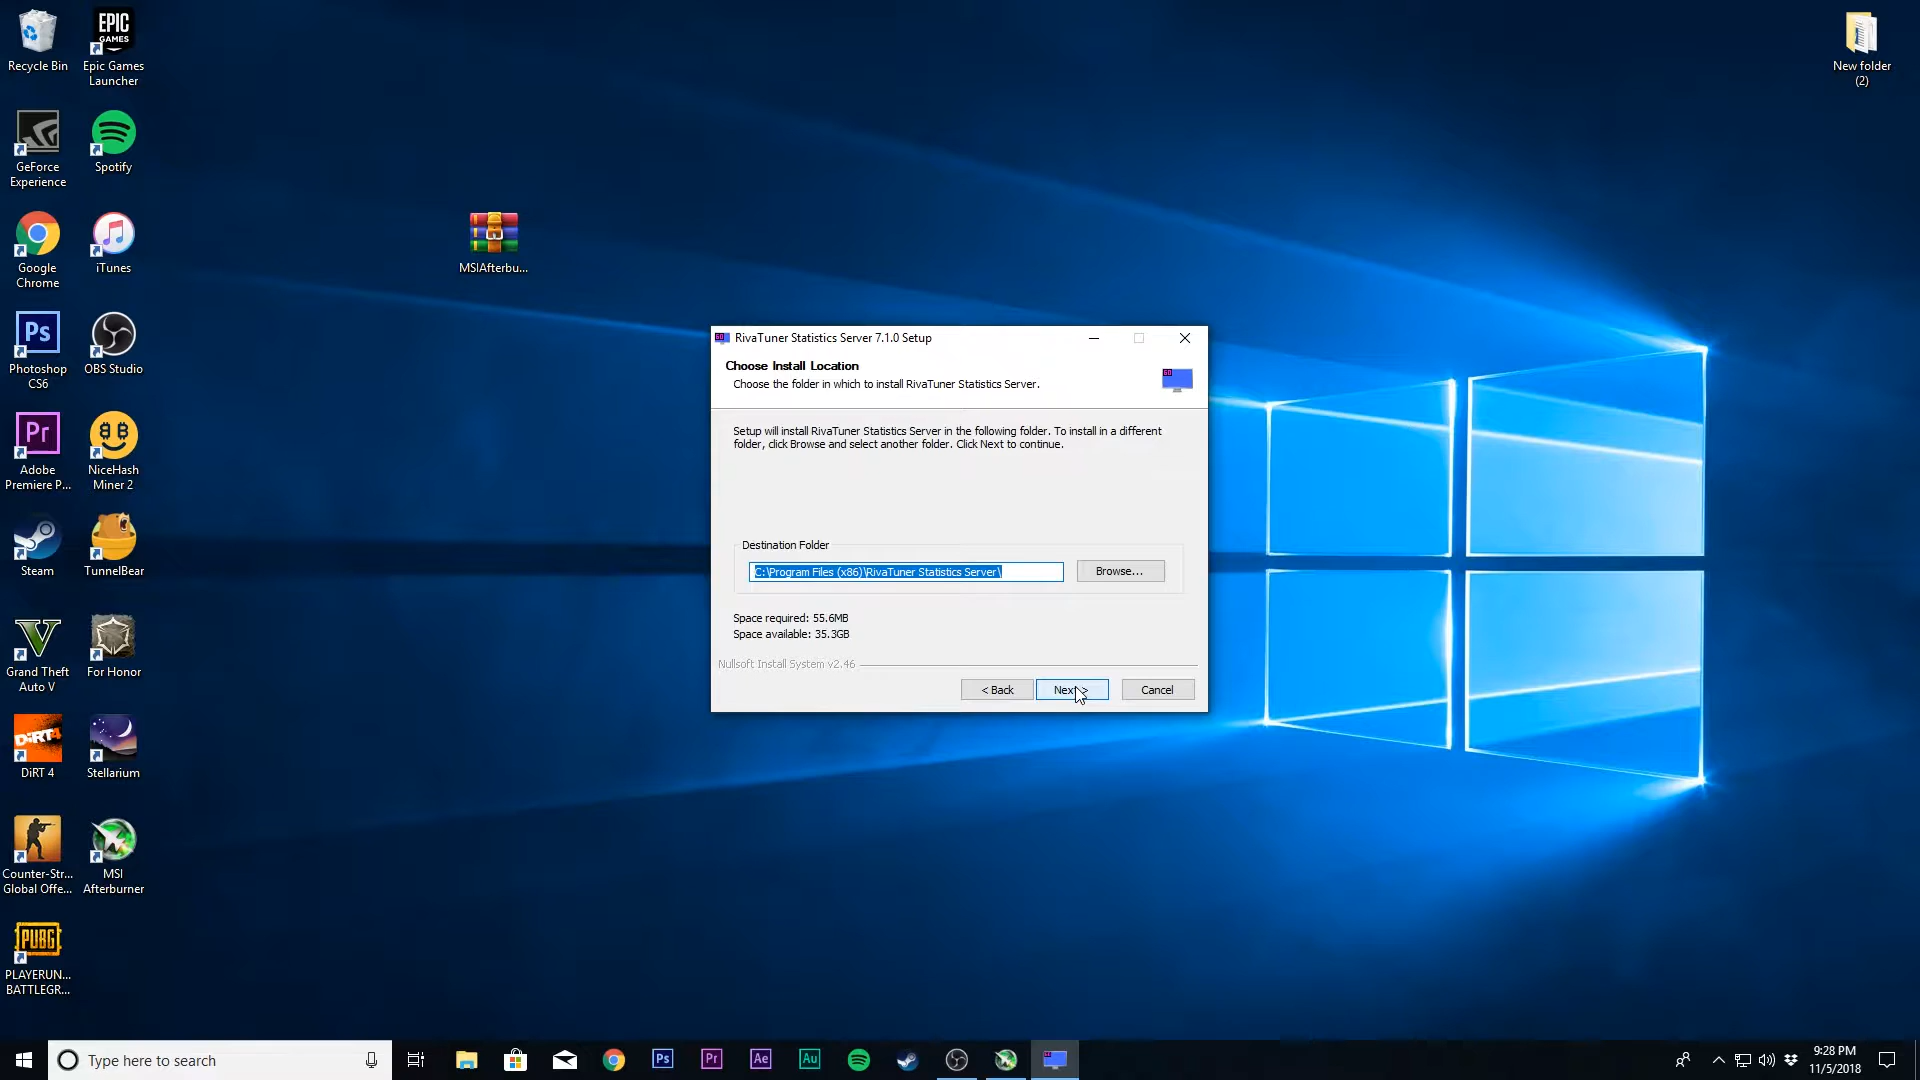 Recycle Bin
EPIC
GAMES
Epic Games
Launcher
New folder
(2)
GeForce
Experience
Spotify
Google
Chrome
iTunes
MSIAfterbu...
Ps
Photoshop
CS6
OBS Studio
Pr
Adobe
Premiere P...
NiceHash
Miner 2
Steam
TunnelBear
Grand Theft
Auto V
For Honor
DiRT4
DiRT 4
Stellarium
Counter-Str...
Global Offe...
MSI
Afterburner
PUBG
PLAYERUN...
BATTLEGR...
60
RivaTuner Statistics Server 7.1.0 Setup
Choose Install Location
Choose the folder in which to install RivaTuner Statistics Server.
60
Setup will install RivaTuner Statistics Server in the following folder. To install in a different
folder, click Browse and select another folder. Click Next to continue.
Destination Folder
C:\Program Files (x86)\RivaTuner Statistics Server\
Browse...
Space required: 55.6MB
Space available: 35.3GB
Nullsoft Install System v2.46
< Back
Next >
Cancel
Type here to search
Ps
Pr
Ae
Au
9:28 PM
11/5/2018